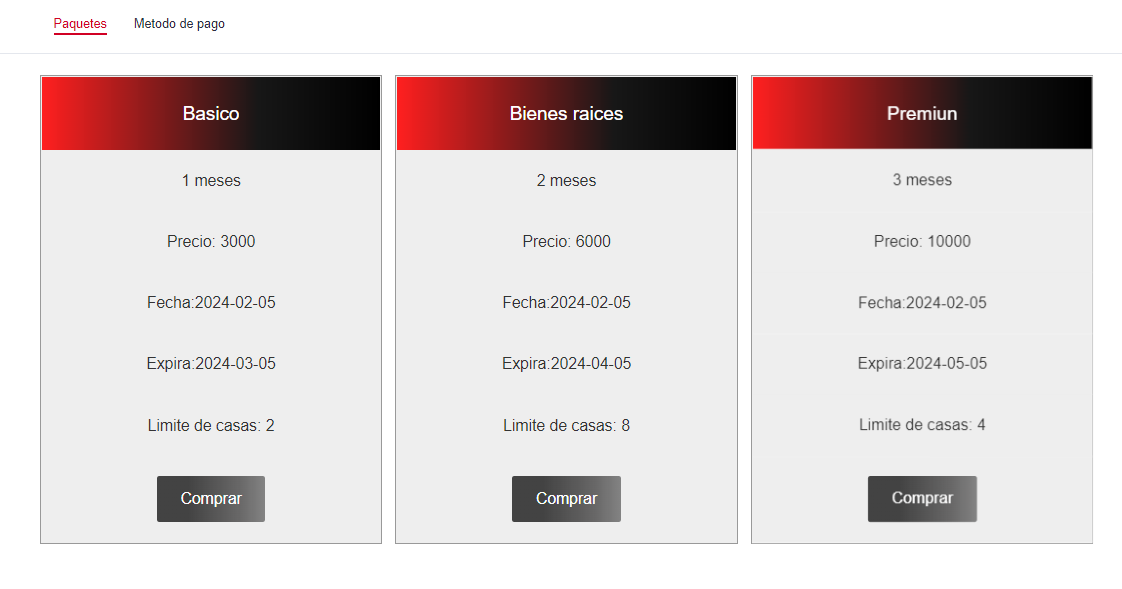 Paquetes
Metodo de pago
Basico
1 meses
Precio: 3000
Fecha:2024-02-05
Expira:2024-03-05
Limite de casas: 2
Comprar
Bienes raices
2 meses
Precio: 6000
Fecha:2024-02-05
Expira:2024-04-05
Limite de casas: 8
Comprar
Premiun
3 meses
Precio: 10000
Fecha:2024-02-05
Expira:2024-05-05
Limite de casas: 4
Comprar